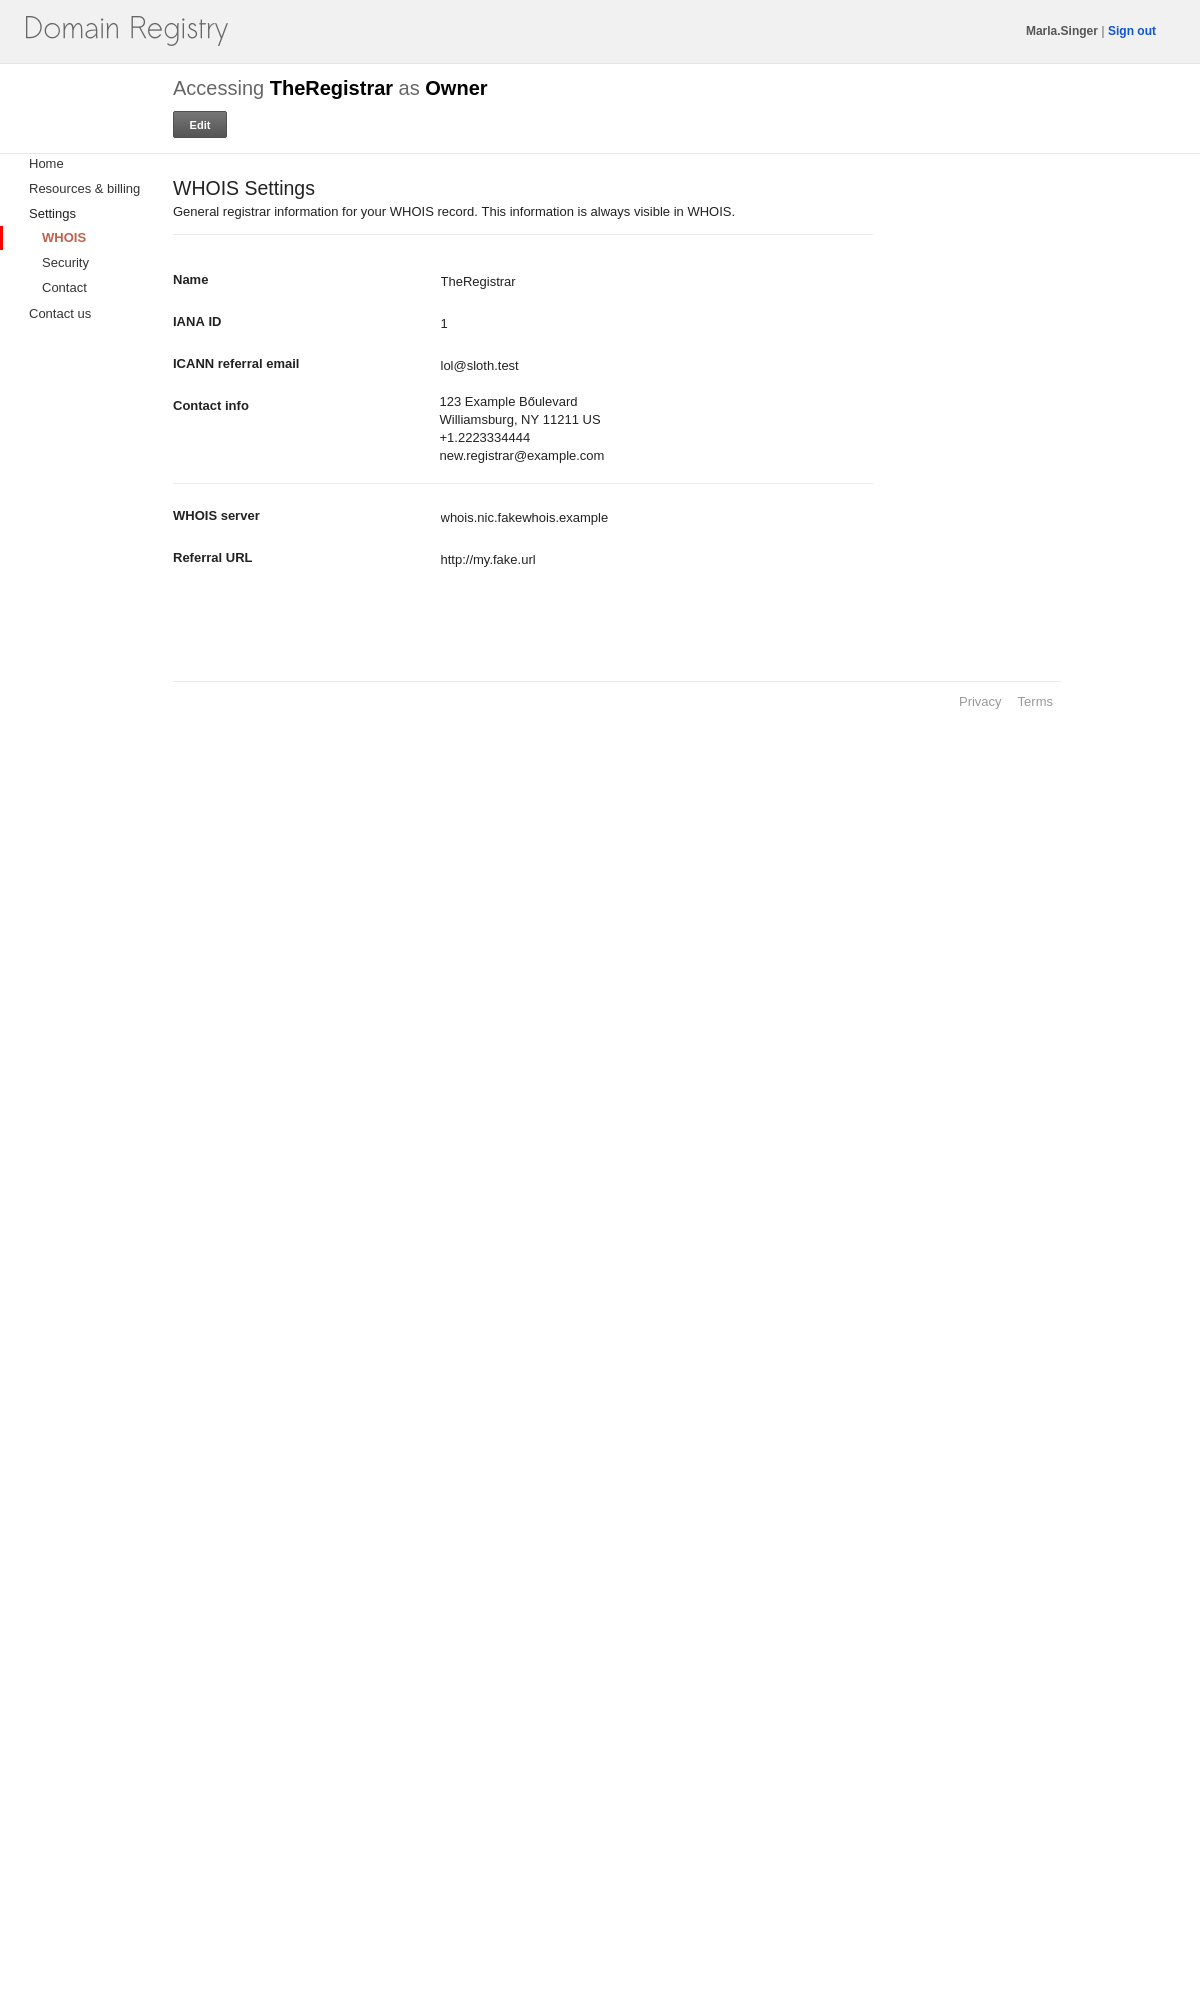 Domain Registry
Marla.Singer | Sign out
Accessing TheRegistrar as Owner
Edit
Home
Resources & billing
Settings
WHOIS
Security
Contact
Contact us
WHOIS Settings
General registrar information for your WHOIS record. This information is always visible in WHOIS.
Name TheRegistrar
IANA ID 1
ICANN referral email lol@sloth.test
Contact info 123 Example Bőulevard
Williamsburg, NY 11211 US
+1.2223334444
new.registrar@example.com
WHOIS server whois.nic.fakewhois.example
Referral URL http://my.fake.url
Privacy Terms